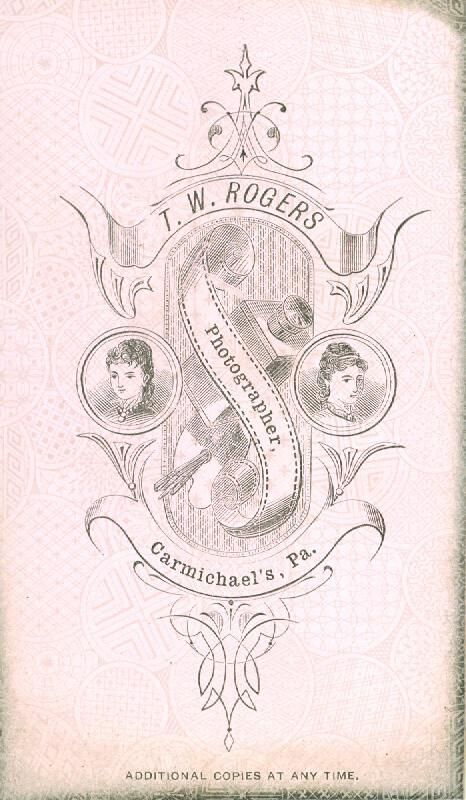 T. W. ROGERS
Photographer,
Carmichael's, Pa.
ADDITIONAL COPIES AT ANY TIME.